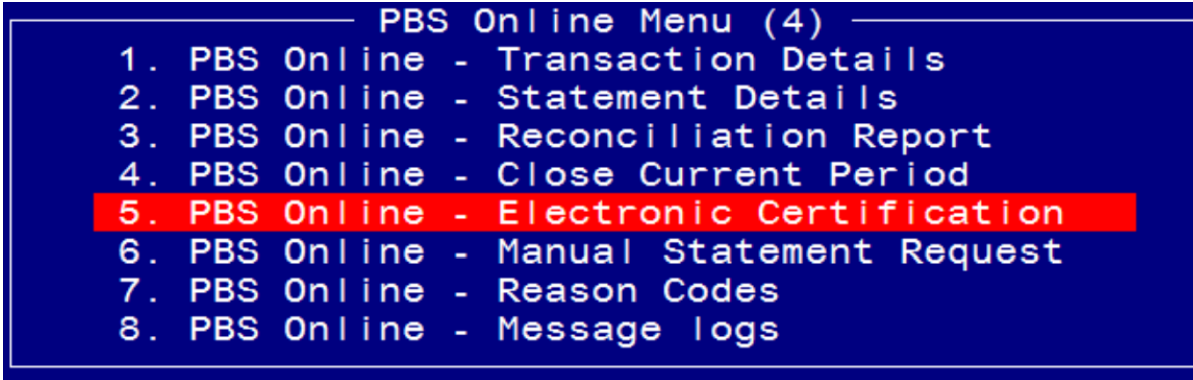 PBS Online Menu (4)
1. PBS Online - Transaction Details
2. PBS Online - Statement Details
3. PBS Online - Reconciliation Report
4. PBS Online - Close Current Period
5. PBS Online - Electronic Certification
6. PBS Online - Manual Statement Request
7. PBS Online - Reason Codes
8. PBS Online - Message logs